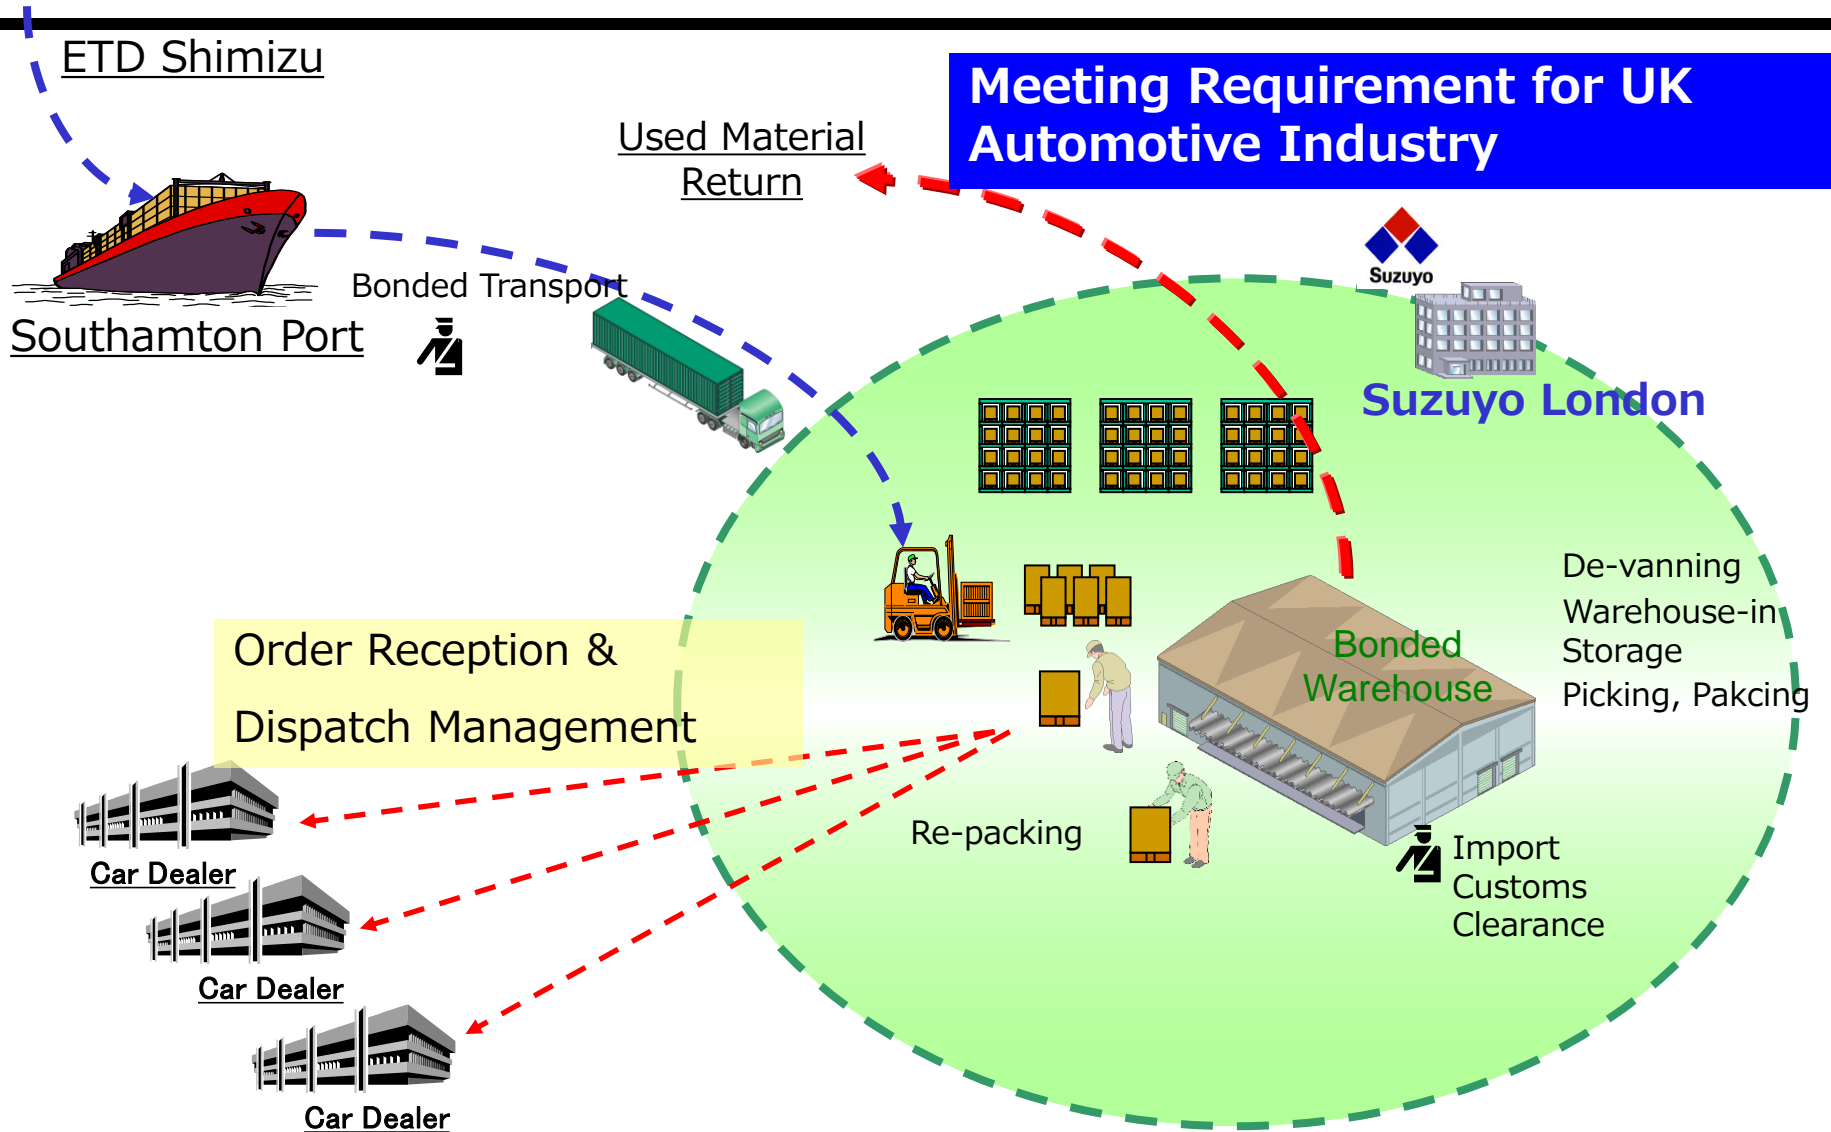 ETD Shimizu
Meeting Requirement for UK
Automotive Industry
Used Material
Return
Suzuyo
Bonded Transport
Southamton Port
Suzuyo London
De-vanning
Warehouse-in
Storage
Picking, Pakcing
Bonded
Warehouse
Order Reception &
Dispatch Management
Re-packing
Import
Customs
Clearance
Car Dealer
Car Dealer
Car Dealer